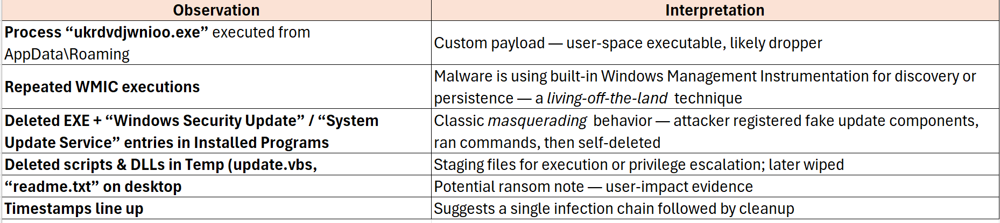 Observation
Interpretation
Process “ukrdvdjwnioo.exe” executed from
AppData\Roaming
Custom payload — user-space executable, likely dropper
Repeated WMIC executions
Malware is using built-in Windows Management Instrumentation for discovery or
persistence — a living-off-the-land technique
Deleted EXE + “Windows Security Update” / “System
Update Service” entries in Installed Programs
Classic masquerading behavior — attacker registered fake update components,
ran commands, then self-deleted
Deleted scripts & DLLs in Temp (update.vbs,
Staging files for execution or privilege escalation; later wiped
“readme.txt” on desktop
Potential ransom note — user-impact evidence
Timestamps line up
Suggests a single infection chain followed by cleanup